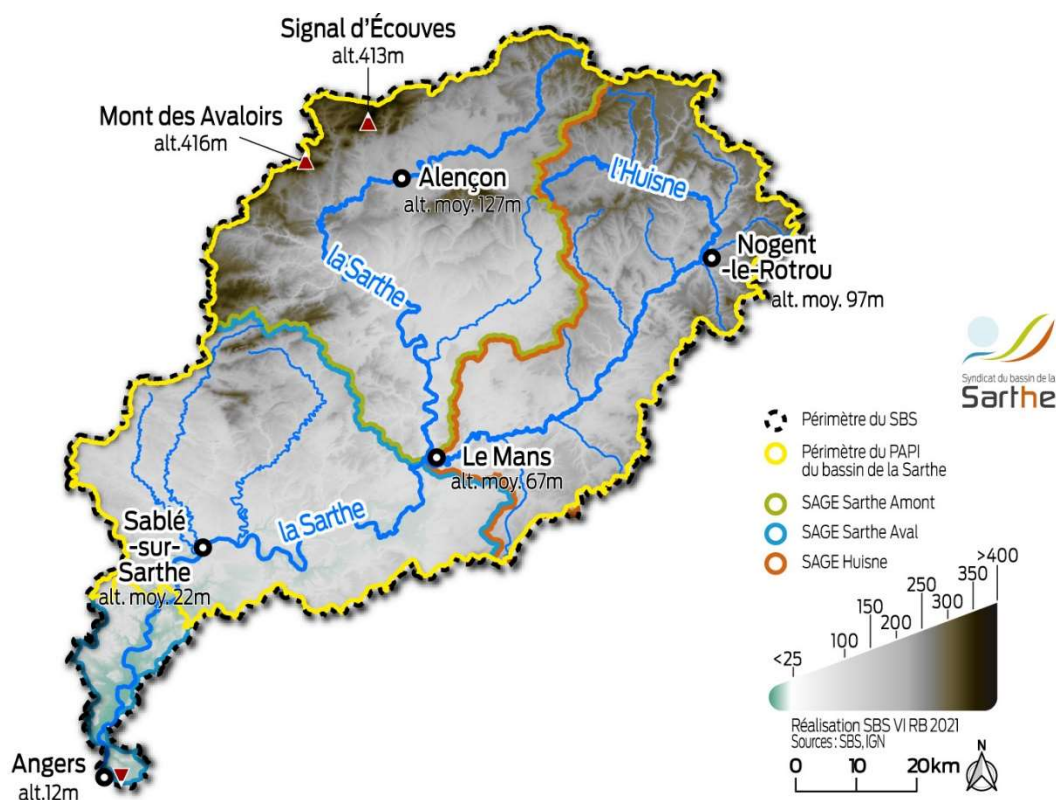 Signal d'Écouves
alt.413m
Mont des Avaloirs
alt.416m
Alençon
alt. moy. 127m
l'Huisne
Nogent
-le-Rotrou
alt. moy. 97m
la Sarthe
Le Mans
alt. moy. 67m
la Sarthe
Sablé
-sur-
Sarthe
alt. moy. 22m
Angers
alt.12m
Syndicat du bassin de la
Sarthe
Périmètre du SBS
Périmètre du PAPI
du bassin de la Sarthe
SAGE Sarthe Amont
SAGE Sarthe Aval
SAGE Huisne
<25
100
150
200
250
300
350
>400
Réalisation SBS VI RB 2021
Sources : SBS, IGN
0 10 20 km
N